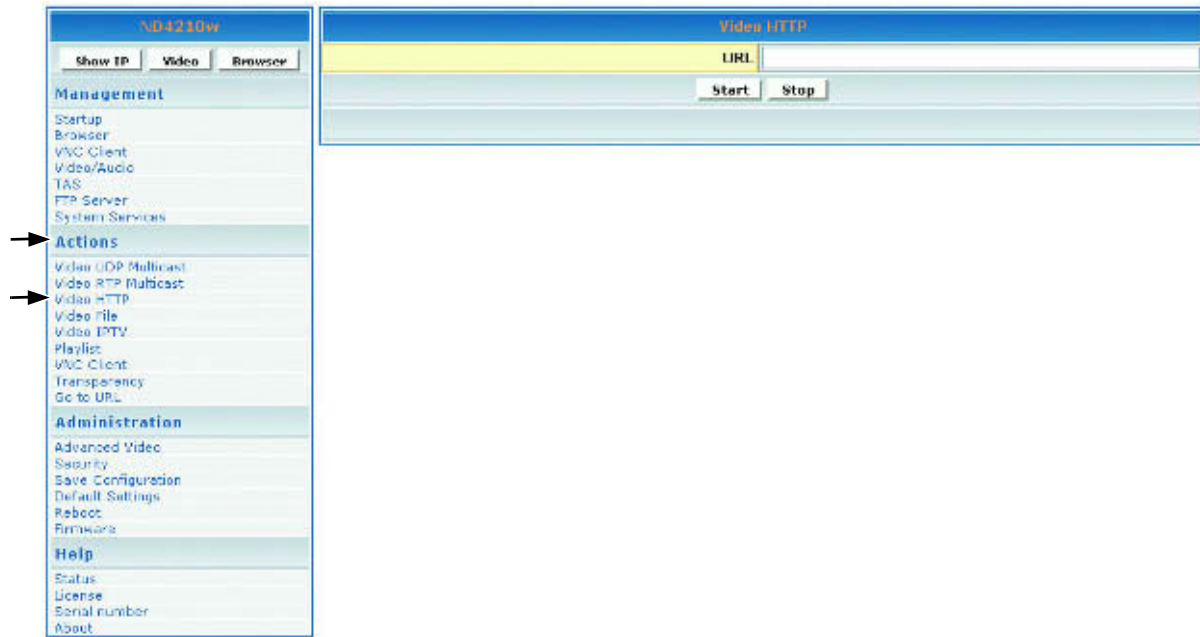 ND4210w
Show IP Video Browser
Management
Startup
Browser
VNC Client
Video/Audio
TAS
FTP Server
System Services
Actions
Video UDP Multicast
Video RTP Multicast
Video HTTP
Video File
Video IPTV
Playlist
VNC Client
Transparency
Go to URL
Administration
Advanced Video
Security
Save Configuration
Default Settings
Reboot
Firmware
Help
Status
License
Serial number
About
Video HTTP
URL
Start Stop